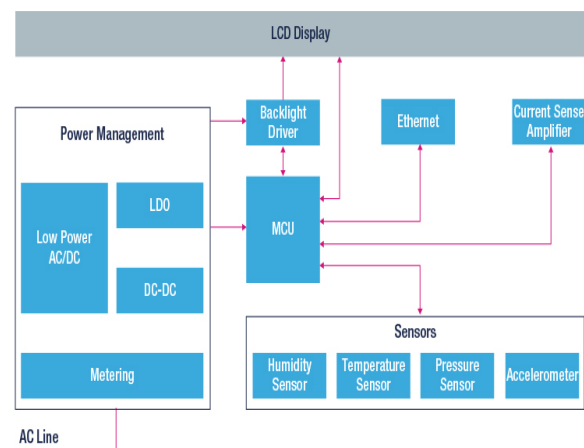 LCD Display
Power Management
Backlight
Driver
Ethernet
Current Sense
Amplifier
Low Power
AC/DC
LDO
DC-DC
MCU
Metering
Sensors
Humidity
Sensor
Temperature
Sensor
Pressure
Sensor
Accelerometer
AC Line